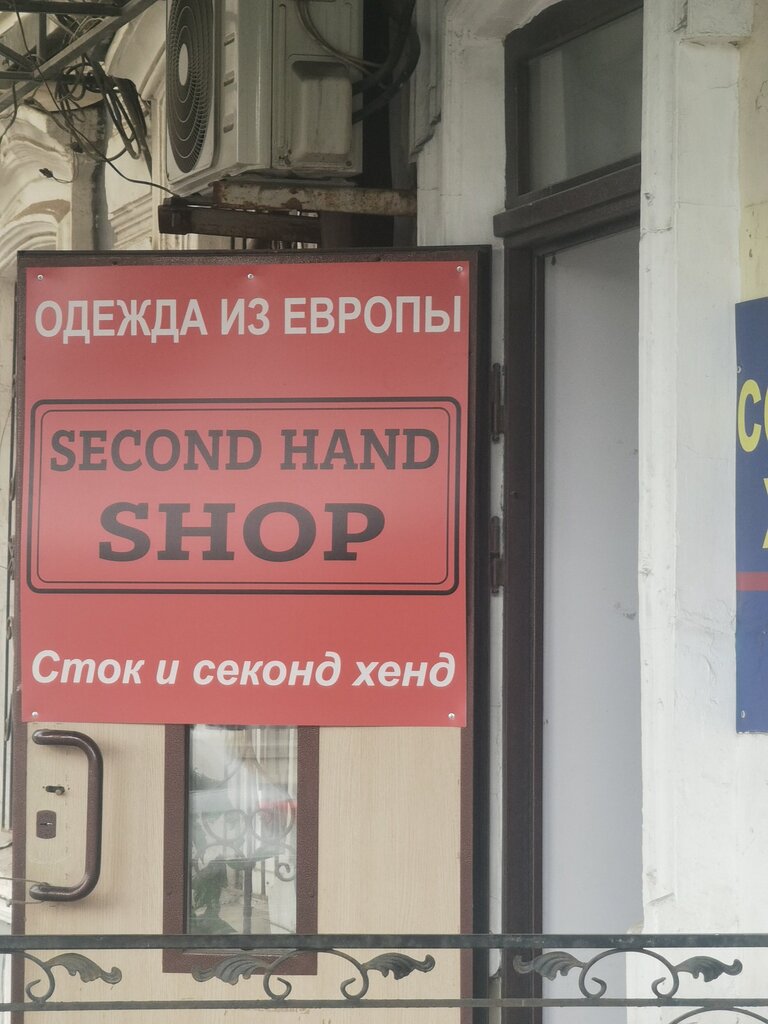 ОДЕЖДА ИЗ ЕВРОПЫ
SECOND HAND
SHOP
Сток и секонд хенд